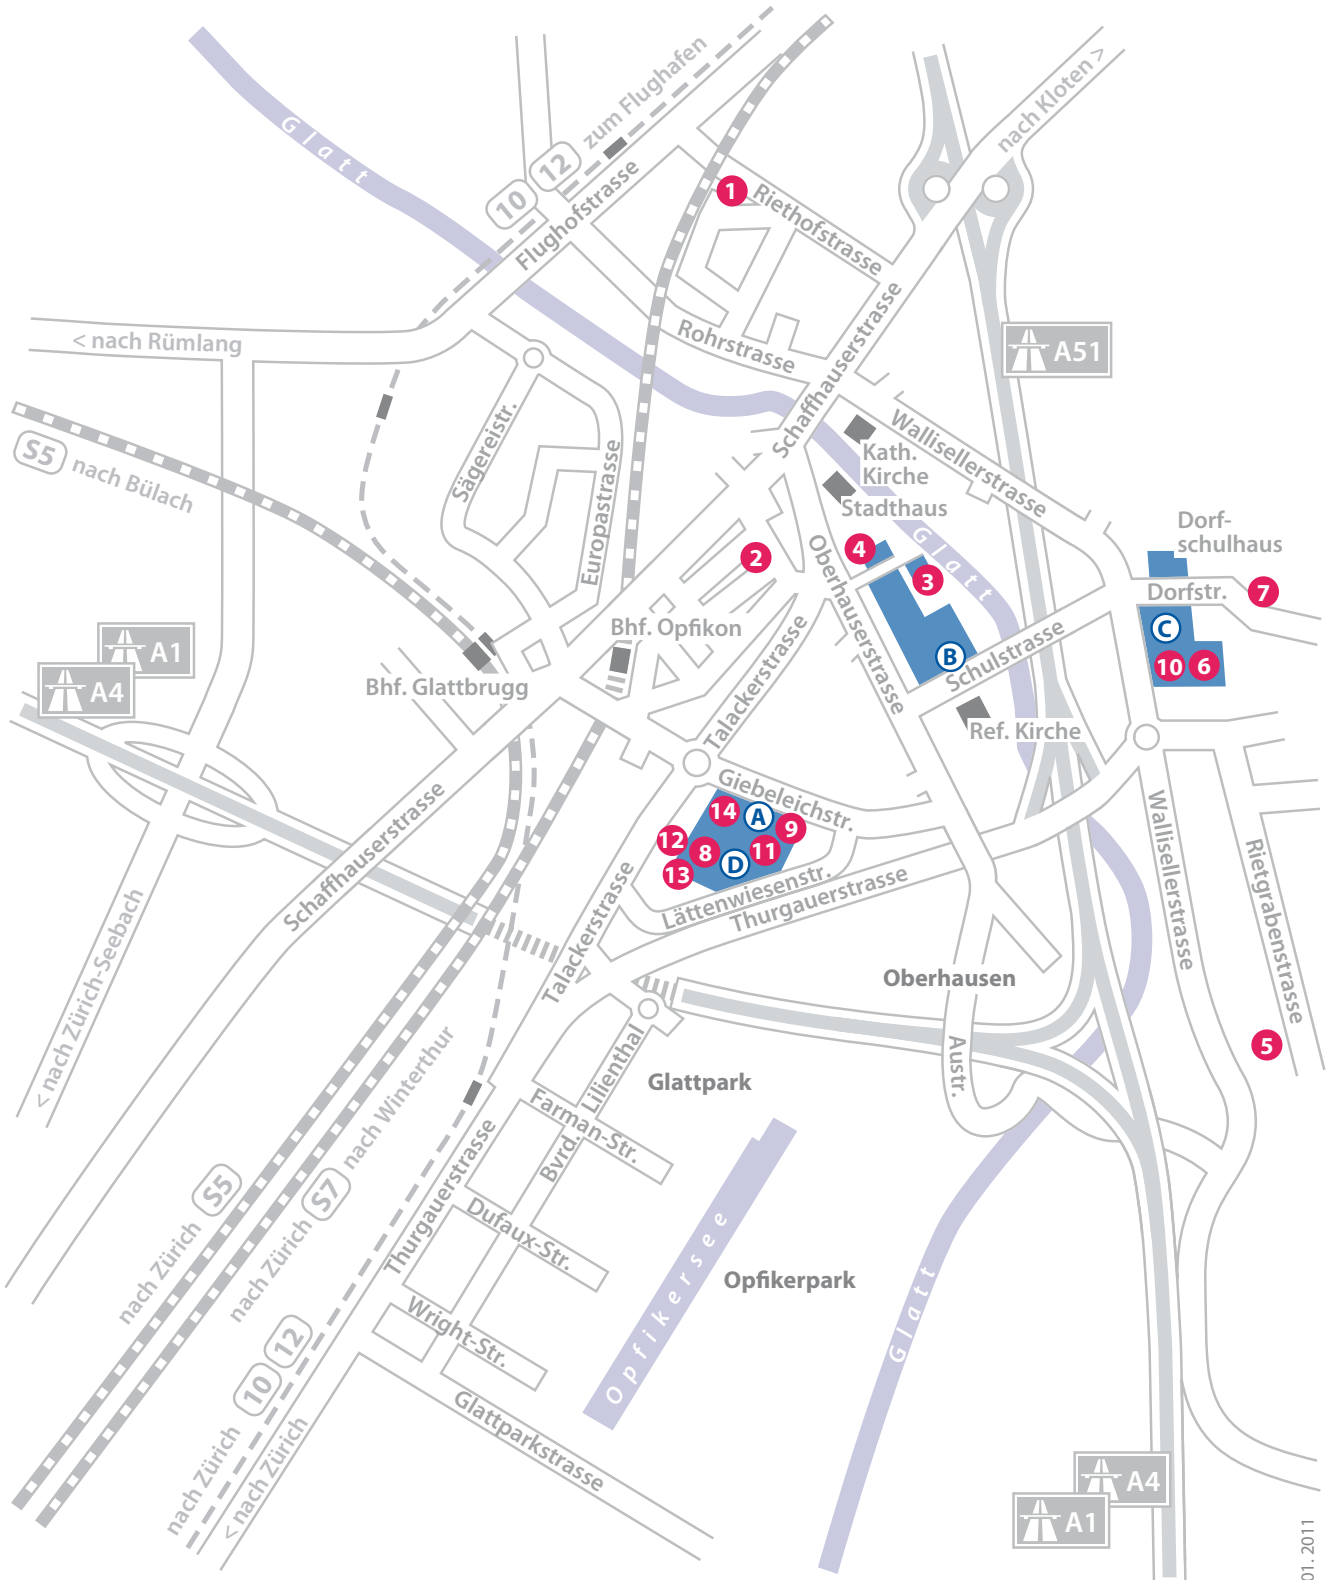 zum Flughafen
12
10
Glatt
Flughofstrasse
nach Kloten >
1
Riethofstrasse
< nach Rümlang
Rohrstrasse
Schaffhauserstrasse
A51
S5 nach Bülach
Sägereistr.
Europastrasse
Wallisellerstrasse
Kath.
Kirche
Stadthaus
Glatt
Dorf-
schulhaus
4
2
3
Oberhauserstrasse
Dorfstr.
7
C
10
6
B
Schulstrasse
A1
A4
Bhf. Opfikon
Bhf. Glattbrugg
Talackerstrasse
Ref. Kirche
Giebeleichstr.
14
A
9
12
8
11
D
13
Lättenwiesenstr.
Thurgauerstrasse
Schaffhauserstrasse
Talackerstrasse
Wallisellerstrasse
Rietgrabenstrasse
< nach Zürich-Seebach
Oberhausen
5
Austr.
Glattpark
Bvrd. Lilienthal
Farman-Str.
Dufaux-Str.
Wright-Str.
Thurgauerstrasse
nach Zürich S5
nach Zürich S7 nach Winterthur
Opfikersee
Opfikerpark
Glatt
nach Zürich 10 12
< nach Zürich
Glattparkstrasse
A4
A1
01. 2011